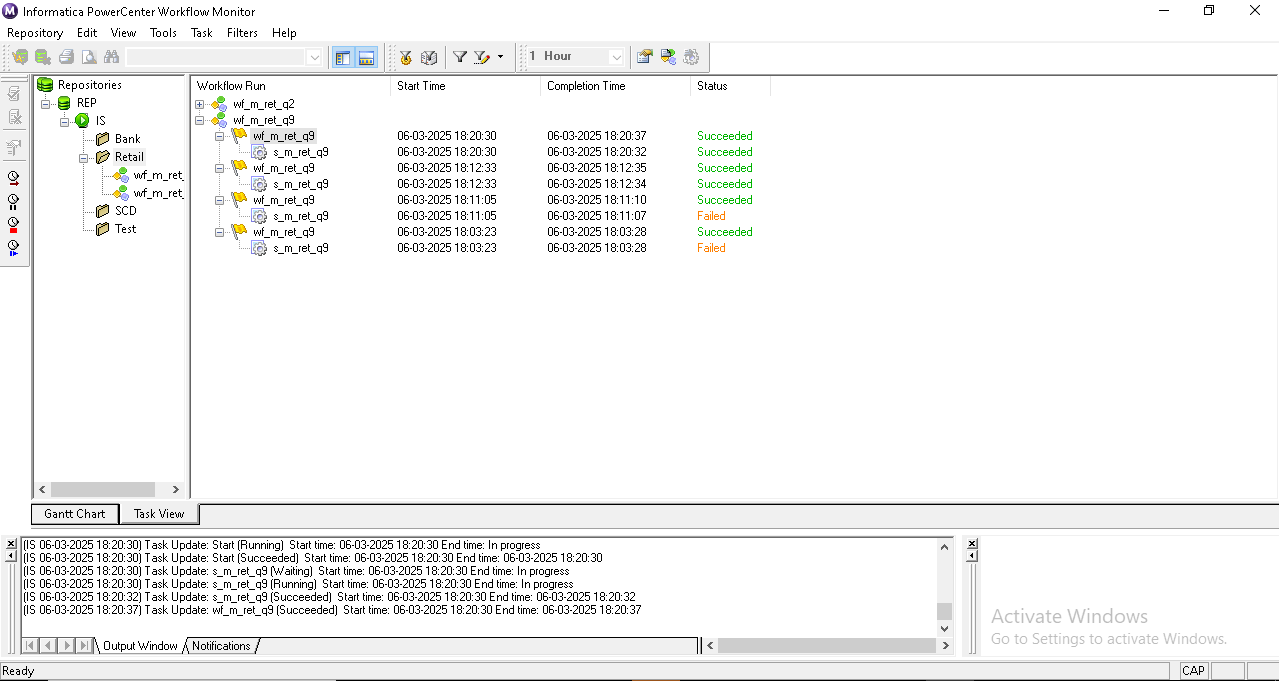 Informatica PowerCenter Workflow Monitor
Repository Edit View Tools Task Filters Help
1 Hour
Repositories
REP
IS
Bank
Retail
wf_m_ret_
wf_m_ret_
SCD
Test
Workflow Run Start Time Completion Time Status
wf_m_ret_q2
wf_m_ret_q9
wf_m_ret_q9 06-03-2025 18:20:30 06-03-2025 18:20:37 Succeeded
s_m_ret_q9 06-03-2025 18:20:30 06-03-2025 18:20:32 Succeeded
wf_m_ret_q9 06-03-2025 18:12:33 06-03-2025 18:12:35 Succeeded
s_m_ret_q9 06-03-2025 18:12:33 06-03-2025 18:12:34 Succeeded
wf_m_ret_q9 06-03-2025 18:11:05 06-03-2025 18:11:10 Succeeded
s_m_ret_q9 06-03-2025 18:11:05 06-03-2025 18:11:07 Failed
wf_m_ret_q9 06-03-2025 18:03:23 06-03-2025 18:03:28 Succeeded
s_m_ret_q9 06-03-2025 18:03:23 06-03-2025 18:03:28 Failed
Gantt Chart Task View
(IS 06-03-2025 18:20:30) Task Update: Start (Running) Start time: 06-03-2025 18:20:30 End time: In progress
(IS 06-03-2025 18:20:30) Task Update: Start (Succeeded) Start time: 06-03-2025 18:20:30 End time: 06-03-2025 18:20:30
(IS 06-03-2025 18:20:30) Task Update: s_m_ret_q9 (Waiting) Start time: 06-03-2025 18:20:30 End time: In progress
(IS 06-03-2025 18:20:30) Task Update: s_m_ret_q9 (Running) Start time: 06-03-2025 18:20:30 End time: In progress
(IS 06-03-2025 18:20:32) Task Update: s_m_ret_q9 (Succeeded) Start time: 06-03-2025 18:20:30 End time: 06-03-2025 18:20:32
(IS 06-03-2025 18:20:37) Task Update: wf_m_ret_q9 (Succeeded) Start time: 06-03-2025 18:20:30 End time: 06-03-2025 18:20:37
Output Window Notifications
Activate Windows
Go to Settings to activate Windows.
Ready CAP